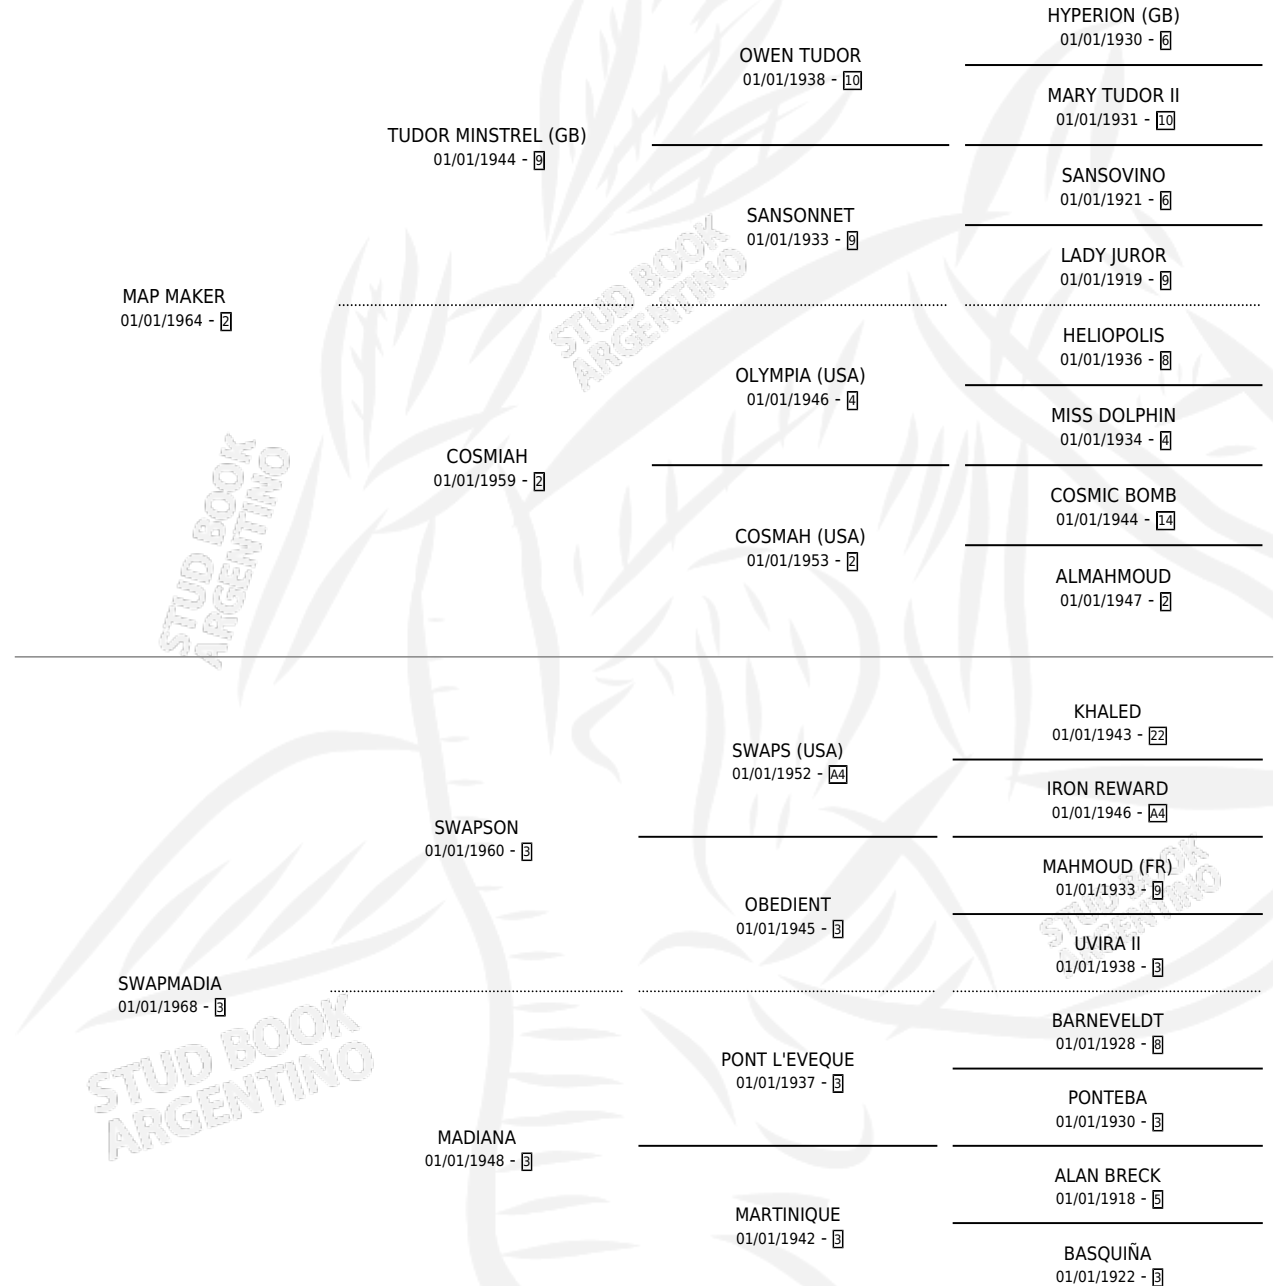 HYPERION (GB)
01/01/1930 - 6
OWEN TUDOR
01/01/1938 - 10
MARY TUDOR II
01/01/1931 - 10
TUDOR MINSTREL (GB)
01/01/1944 - 9
SANSOVINO
01/01/1921 - 6
SANSONNET
01/01/1933 - 9
LADY JUROR
01/01/1919 - 9
MAP MAKER
01/01/1964 - 2
HELIOPOLIS
01/01/1936 - 8
OLYMPIA (USA)
01/01/1946 - 4
MISS DOLPHIN
01/01/1934 - 4
COSMIAH
01/01/1959 - 2
COSMIC BOMB
01/01/1944 - 14
COSMAH (USA)
01/01/1953 - 2
ALMAHMOUD
01/01/1947 - 2
KHALED
01/01/1943 - 22
SWAPS (USA)
01/01/1952 - A4
IRON REWARD
01/01/1946 - A4
SWAPSON
01/01/1960 - 3
MAHMOUD (FR)
01/01/1933 - 9
OBEDIENT
01/01/1945 - 3
UVIRA II
01/01/1938 - 3
SWAPMADIA
01/01/1968 - 3
BARNEVELDT
01/01/1928 - 8
PONT L'EVEQUE
01/01/1937 - 3
PONTEBA
01/01/1930 - 3
MADIANA
01/01/1948 - 3
ALAN BRECK
01/01/1918 - 5
MARTINIQUE
01/01/1942 - 3
BASQUIÑA
01/01/1922 - 3
STUD BOOK
ARGENTINO
STUD BOOK
ARGENTINO
STUD BOOK
ARGENTINO
STUD BOOK
ARGENTINO